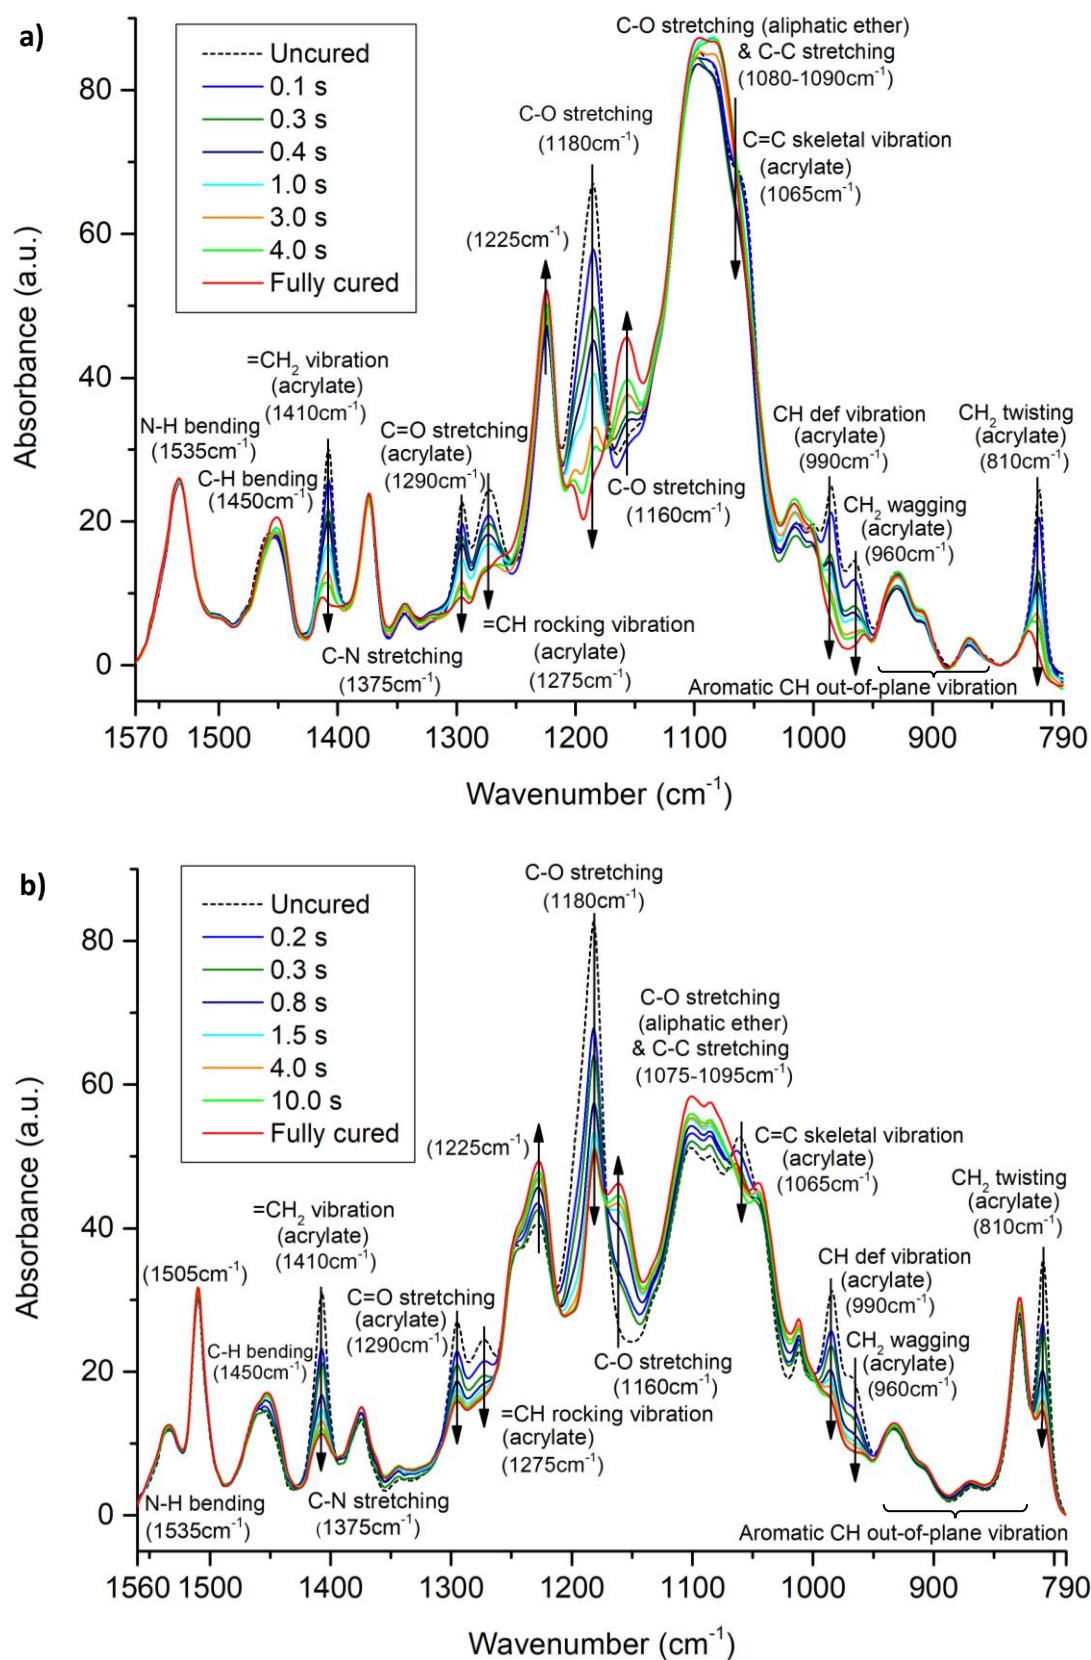 a)
Uncured
0.1 s
0.3 s
0.4 s
1.0 s
3.0 s
4.0 s
Fully cured
C-O stretching (aliphatic ether)
& C-C stretching
(1080-1090cm⁻¹)
C-O stretching
(1180cm⁻¹)
C=C skeletal vibration
(acrylate)
(1065cm⁻¹)
(1225cm⁻¹)
=CH₂ vibration
(acrylate)
(1410cm⁻¹)
N-H bending
(1535cm⁻¹)
C-H bending
(1450cm⁻¹)
C=O stretching
(acrylate)
(1290cm⁻¹)
C-O stretching
(1160cm⁻¹)
CH def vibration
(acrylate)
(990cm⁻¹)
CH₂ wagging
(acrylate)
(960cm⁻¹)
CH₂ twisting
(acrylate)
(810cm⁻¹)
C-N stretching
(1375cm⁻¹)
=CH rocking vibration
(acrylate)
(1275cm⁻¹)
Aromatic CH out-of-plane vibration
Absorbance (a.u.)
80
60
40
20
0
1570 1500 1400 1300 1200 1100 1000 900 790
Wavenumber (cm⁻¹)
b)
Uncured
0.2 s
0.3 s
0.8 s
1.5 s
4.0 s
10.0 s
Fully cured
C-O stretching
(1180cm⁻¹)
C-O stretching
(aliphatic ether)
& C-C stretching
(1075-1095cm⁻¹)
(1225cm⁻¹)
C=C skeletal vibration
(acrylate)
(1065cm⁻¹)
CH₂ twisting
(acrylate)
(810cm⁻¹)
=CH₂ vibration
(acrylate)
(1410cm⁻¹)
(1505cm⁻¹)
C=O stretching
(acrylate)
(1290cm⁻¹)
C-H bending
(1450cm⁻¹)
C-O stretching
(1160cm⁻¹)
CH def vibration
(acrylate)
(990cm⁻¹)
CH₂ wagging
(acrylate)
(960cm⁻¹)
=CH rocking vibration
(acrylate)
(1275cm⁻¹)
N-H bending
(1535cm⁻¹)
C-N stretching
(1375cm⁻¹)
Aromatic CH out-of-plane vibration
Absorbance (a.u.)
80
60
40
20
0
1560 1500 1400 1300 1200 1100 1000 900 790
Wavenumber (cm⁻¹)